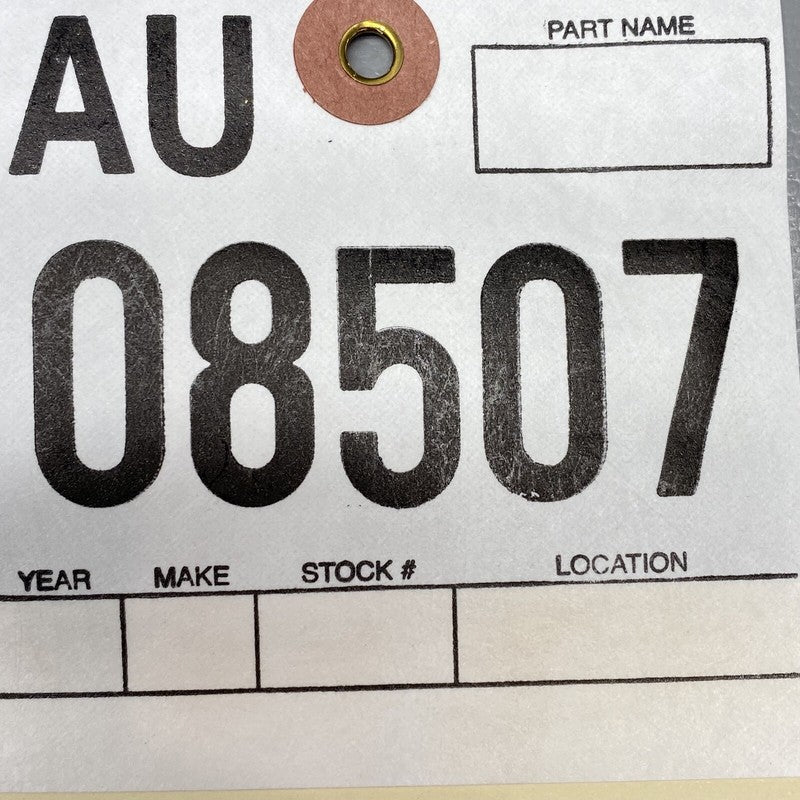 AU
PART NAME
08507
YEAR MAKE STOCK # LOCATION